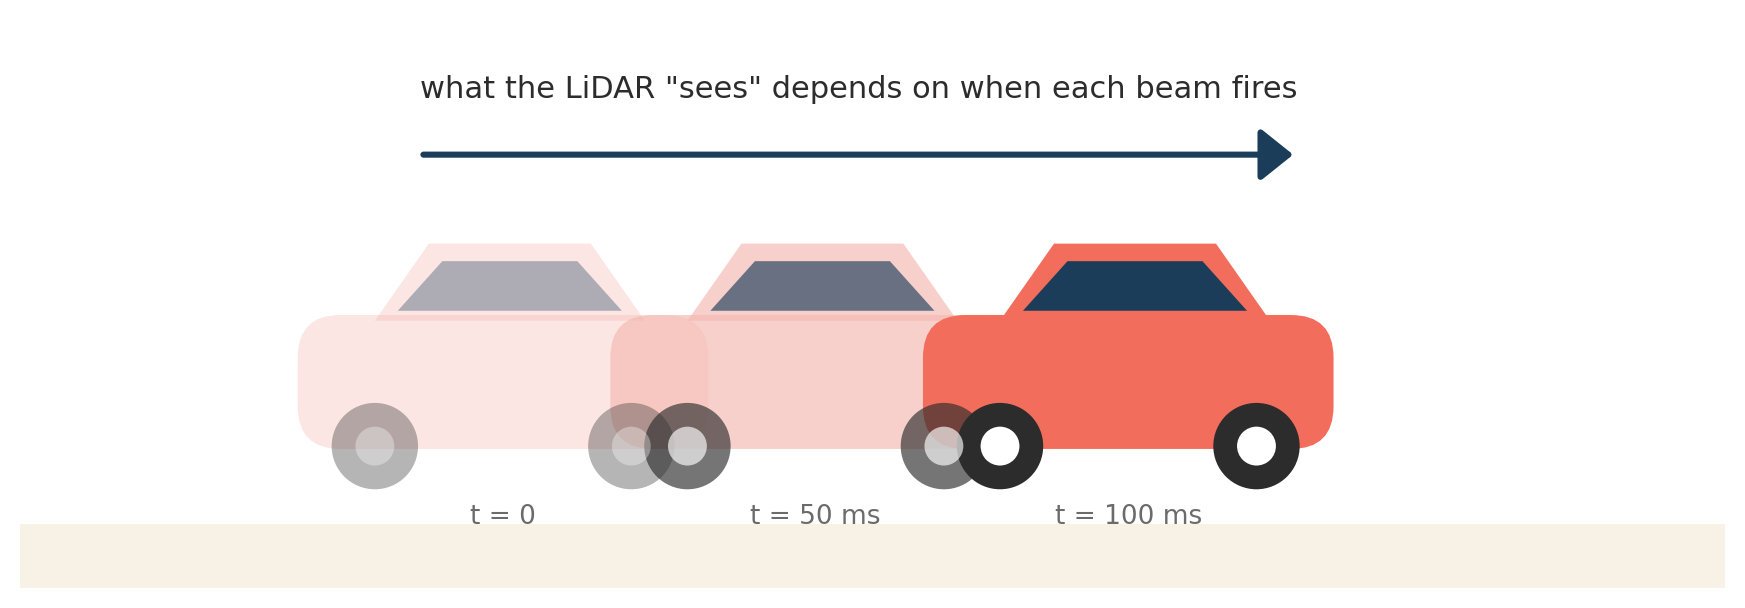 what the LiDAR "sees" depends on when each beam fires
t = 0
t = 50 ms
t = 100 ms